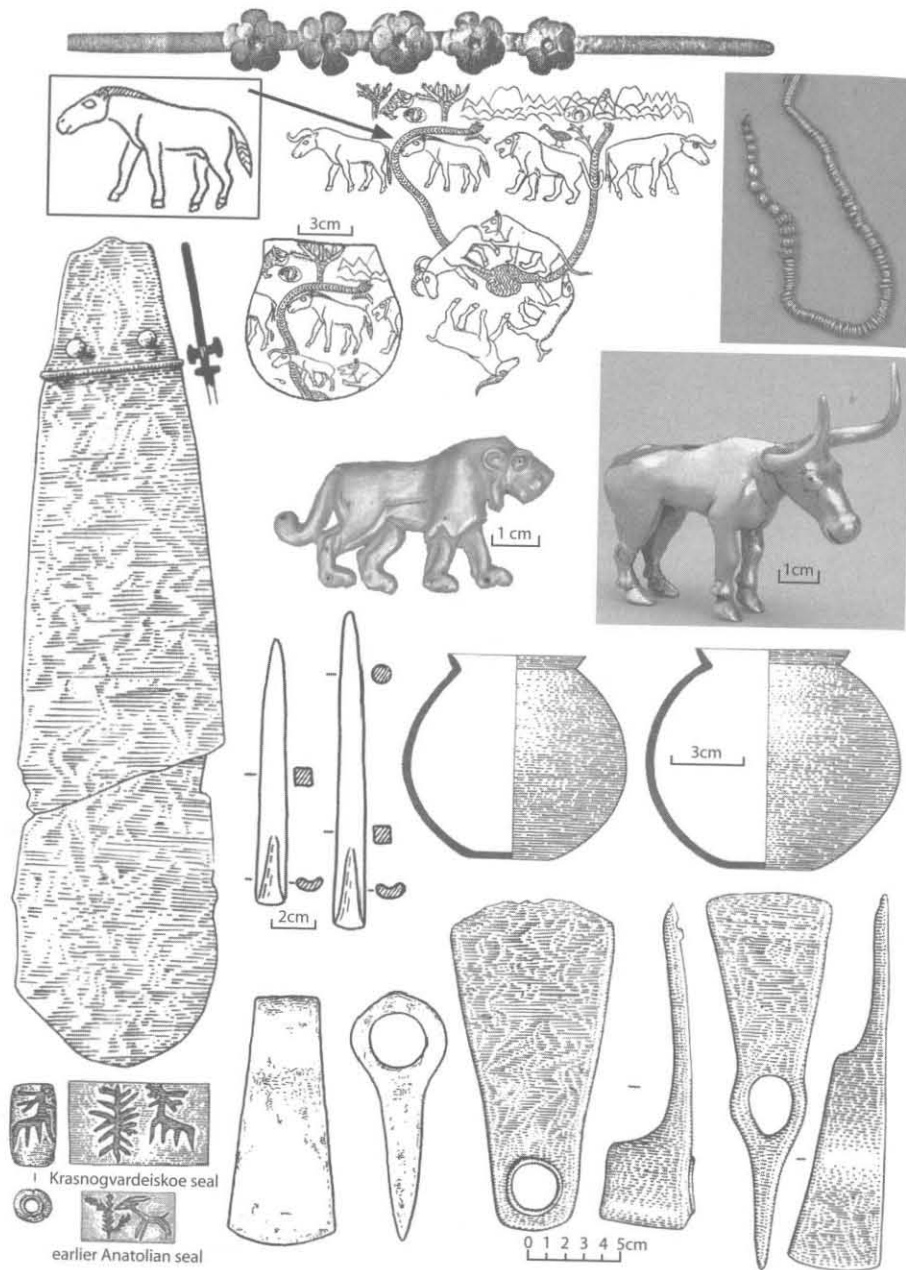 3cm
1 cm
1cm
3cm
2cm
Krasnogvardeiskoe seal
earlier Anatolian seal
0 1 2 3 4 5cm